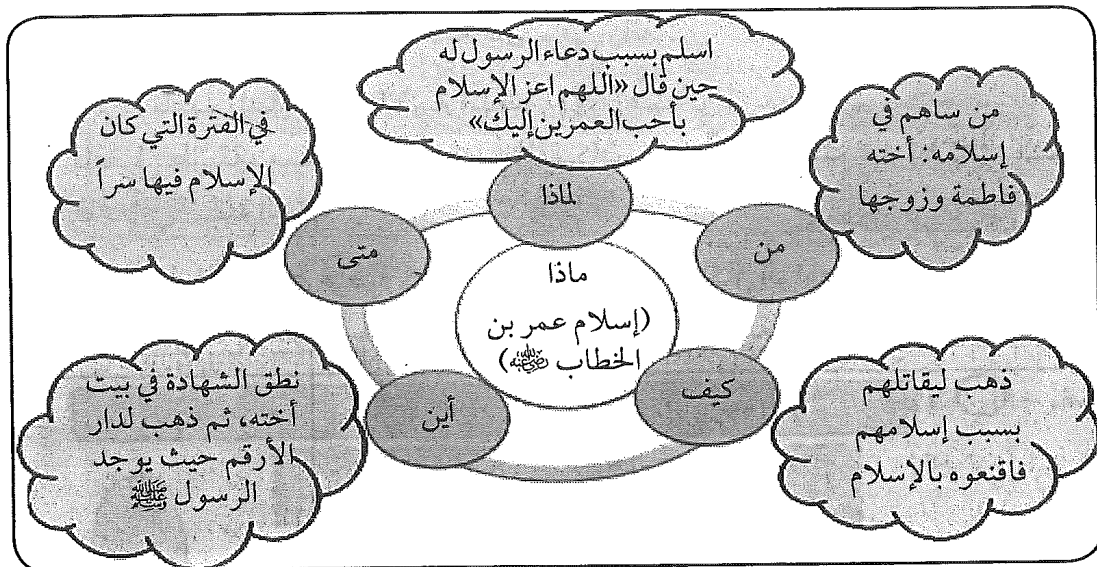 اسلم بسبب دعاء الرسول له
حين قال «اللهم اعز الإسلام
بأحب العمرين إليك»
لماذا
من ساهم في
إسلامه: أخته
فاطمة وزوجها
من
ذهب ليقاتلهم
بسبب إسلامهم
فاقنعوه بالإسلام
كيف
نطق الشهادة في بيت
أخته، ثم ذهب لدار
الأرقم حيث يوجد
الرسول ﷺ
أين
في الفترة التي كان
الإسلام فيها سراً
متى
ماذا
(إسلام عمر بن
الخطاب رضي الله عنه)